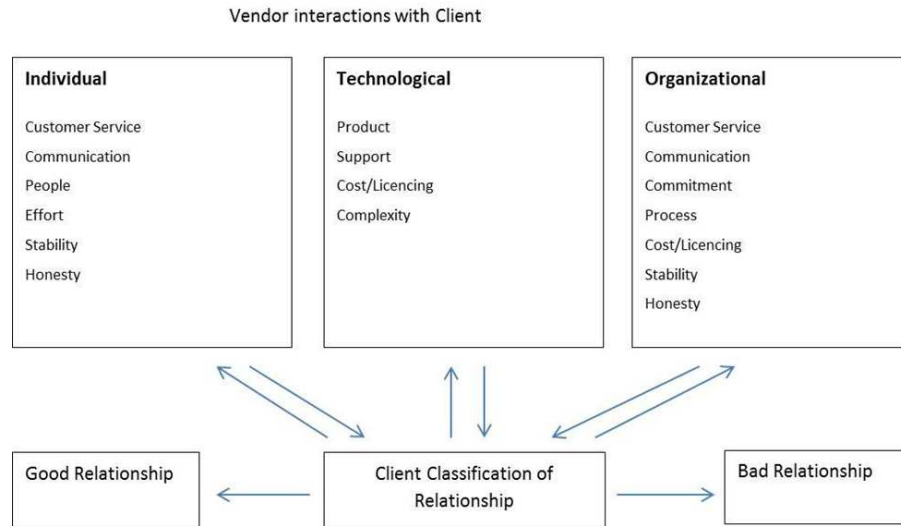 Vendor interactions with Client
Individual
Customer Service
Communication
People
Effort
Stability
Honesty
Technological
Product
Support
Cost/Licencing
Complexity
Organizational
Customer Service
Communication
Commitment
Process
Cost/Licencing
Stability
Honesty
Good Relationship
Client Classification of
Relationship
Bad Relationship